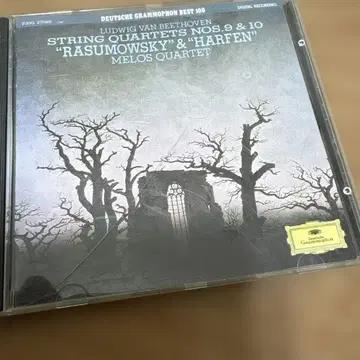 DEUTSCHE GRAMMOPHON BEST 100
DIGITAL RECORDING
LUDWIG VAN BEETHOVEN
STRING QUARTETS NOS. 9 & 10
"RASUMOWSKY" & "HARFEN"
MELOS QUARTET
Deutsche
Grammophon